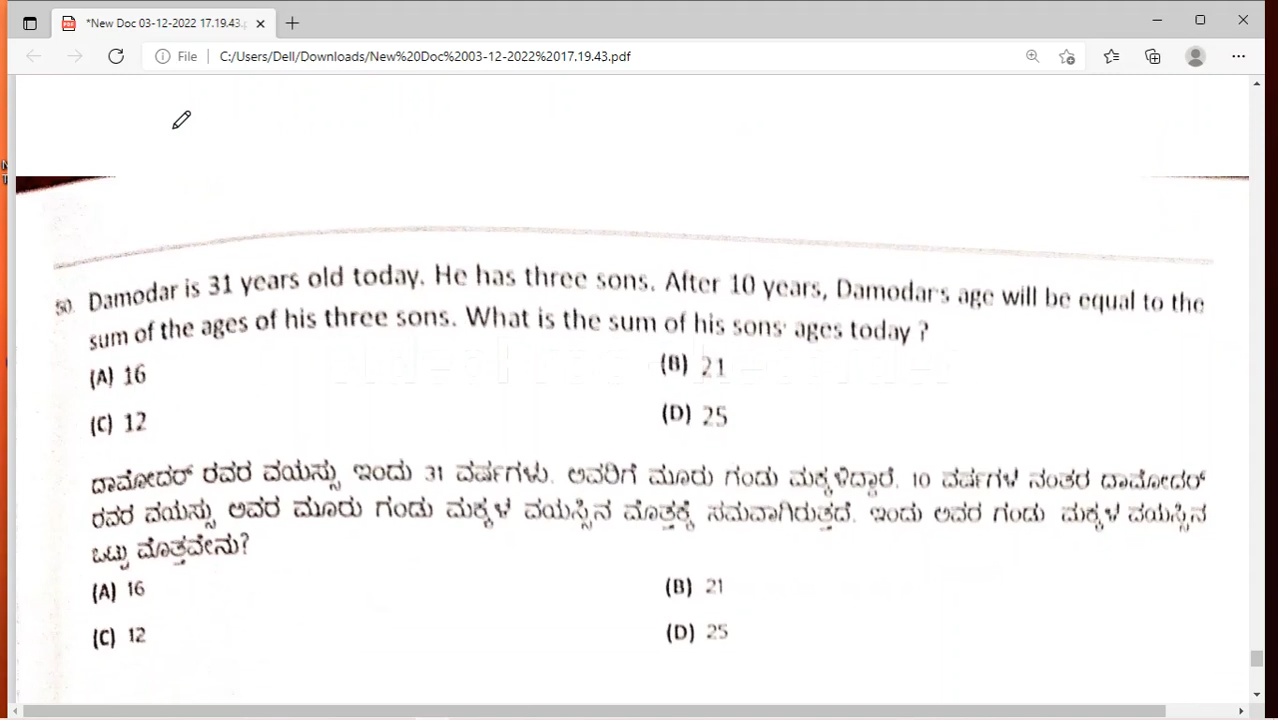 *New Doc 03-12-2022 17.19.43.p
File
C:/Users/Dell/Downloads/New%20Doc%2003-12-2022%2017.19.43.pdf
50. Damodar is 31 years old today. He has three sons. After 10 years, Damodar's age will be equal to the
sum of the ages of his three sons. What is the sum of his sons' ages today ?
(A) 16 (B) 21
(C) 12 (D) 25
ದಾಮೋದರ್ ರವರ ವಯಸ್ಸು ಇಂದು 31 ವರ್ಷಗಳು. ಅವರಿಗೆ ಮೂರು ಗಂಡು ಮಕ್ಕಳಿದ್ದಾರೆ. 10 ವರ್ಷಗಳ ನಂತರ ದಾಮೋದರ್
ರವರ ವಯಸ್ಸು ಅವರ ಮೂರು ಗಂಡು ಮಕ್ಕಳ ವಯಸ್ಸಿನ ಮೊತ್ತಕ್ಕೆ ಸಮವಾಗಿರುತ್ತದೆ. ಇಂದು ಅವರ ಗಂಡು ಮಕ್ಕಳ ವಯಸ್ಸಿನ
ಒಟ್ಟು ಮೊತ್ತವೇನು?
(A) 16 (B) 21
(C) 12 (D) 25